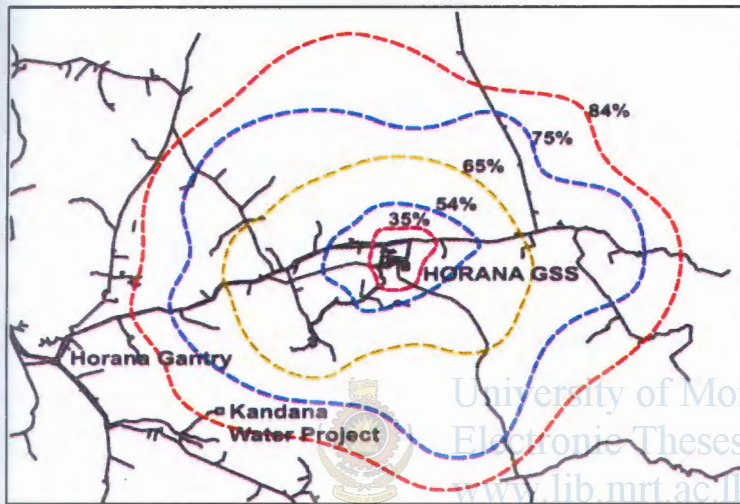 84%
75%
65%
54%
35%
HORANA GSS
Horana Gantry
Kandana
Water Project
University of Mo
Electronic Theses
www.lib.mrt.ac.l